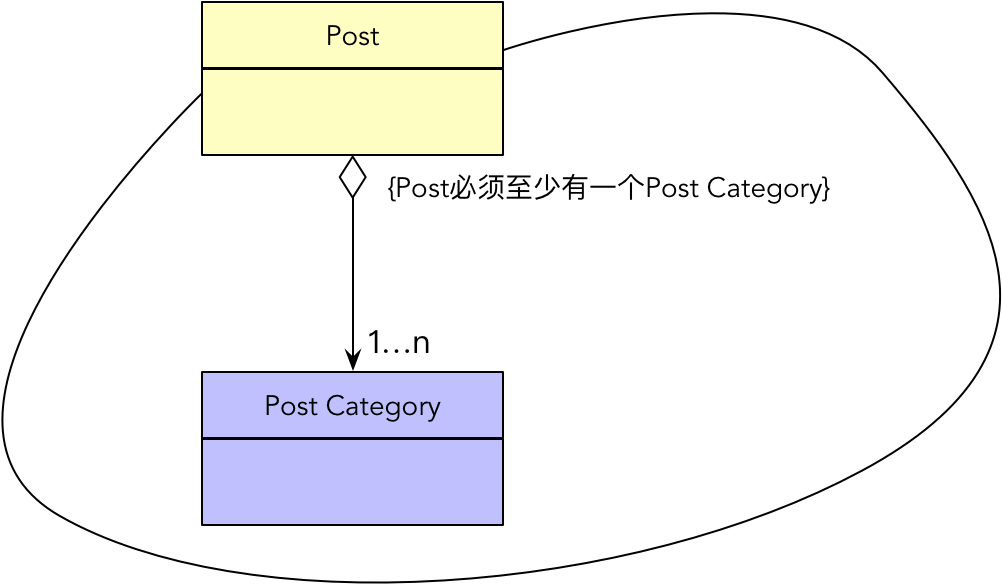 Post
{Post必须至少有一个Post Category}
1...n
Post Category